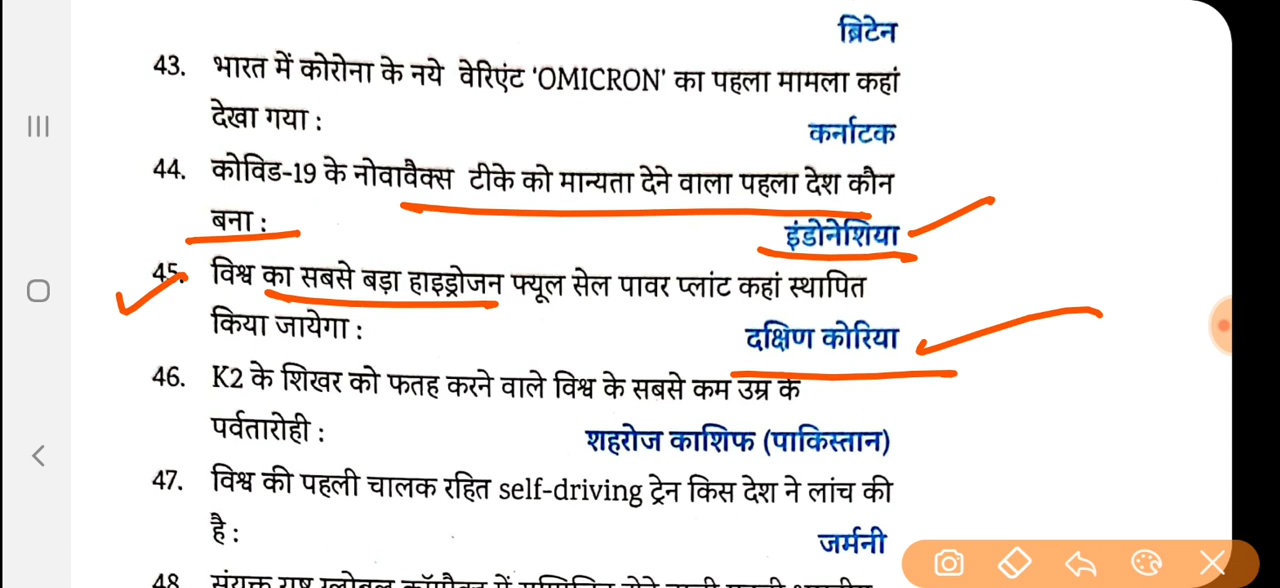 ब्रिटेन
43. भारत में कोरोना के नये वेरिएंट 'OMICRON' का पहला मामला कहां
देखा गया :
कर्नाटक
44. कोविड-19 के नोवावैक्स टीके को मान्यता देने वाला पहला देश कौन
बना :
इंडोनेशिया
45. विश्व का सबसे बड़ा हाइड्रोजन फ्यूल सेल पावर प्लांट कहां स्थापित
किया जायेगा :
दक्षिण कोरिया
46. K2 के शिखर को फतह करने वाले विश्व के सबसे कम उम्र के
पर्वतारोही :
शहरोज काशिफ (पाकिस्तान)
47. विश्व की पहली चालक रहित self-driving ट्रेन किस देश ने लांच की
है :
जर्मनी
48